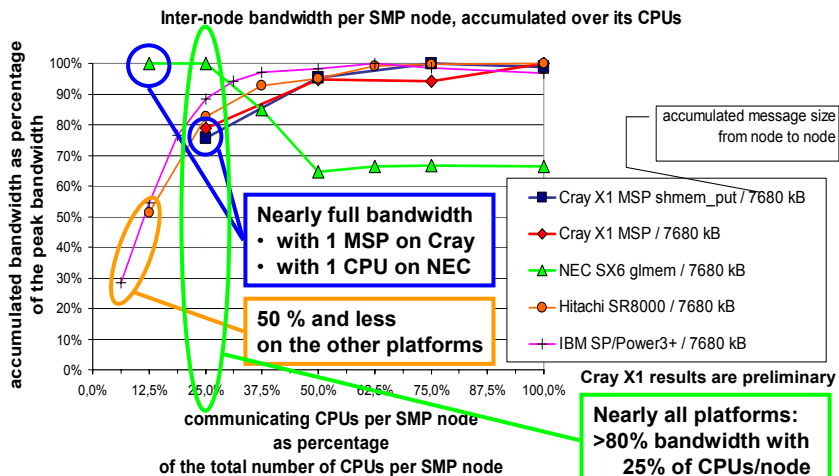 Inter-node bandwidth per SMP node, accumulated over its CPUs
accumulated bandwidth as percentage
of the peak bandwidth
100%
90%
80%
70%
60%
50%
40%
30%
20%
10%
0%
0,0%
12,5%
25,0%
37,5%
50,0%
62,5%
75,0%
87,5%
100,0%
communicating CPUs per SMP node
as percentage
of the total number of CPUs per SMP node
Nearly full bandwidth
• with 1 MSP on Cray
• with 1 CPU on NEC
50 % and less
on the other platforms
accumulated message size
from node to node
Cray X1 MSP shmem_put / 7680 kB
Cray X1 MSP / 7680 kB
NEC SX6 glmem / 7680 kB
Hitachi SR8000 / 7680 kB
IBM SP/Power3+ / 7680 kB
Cray X1 results are preliminary
Nearly all platforms:
>80% bandwidth with
25% of CPUs/node